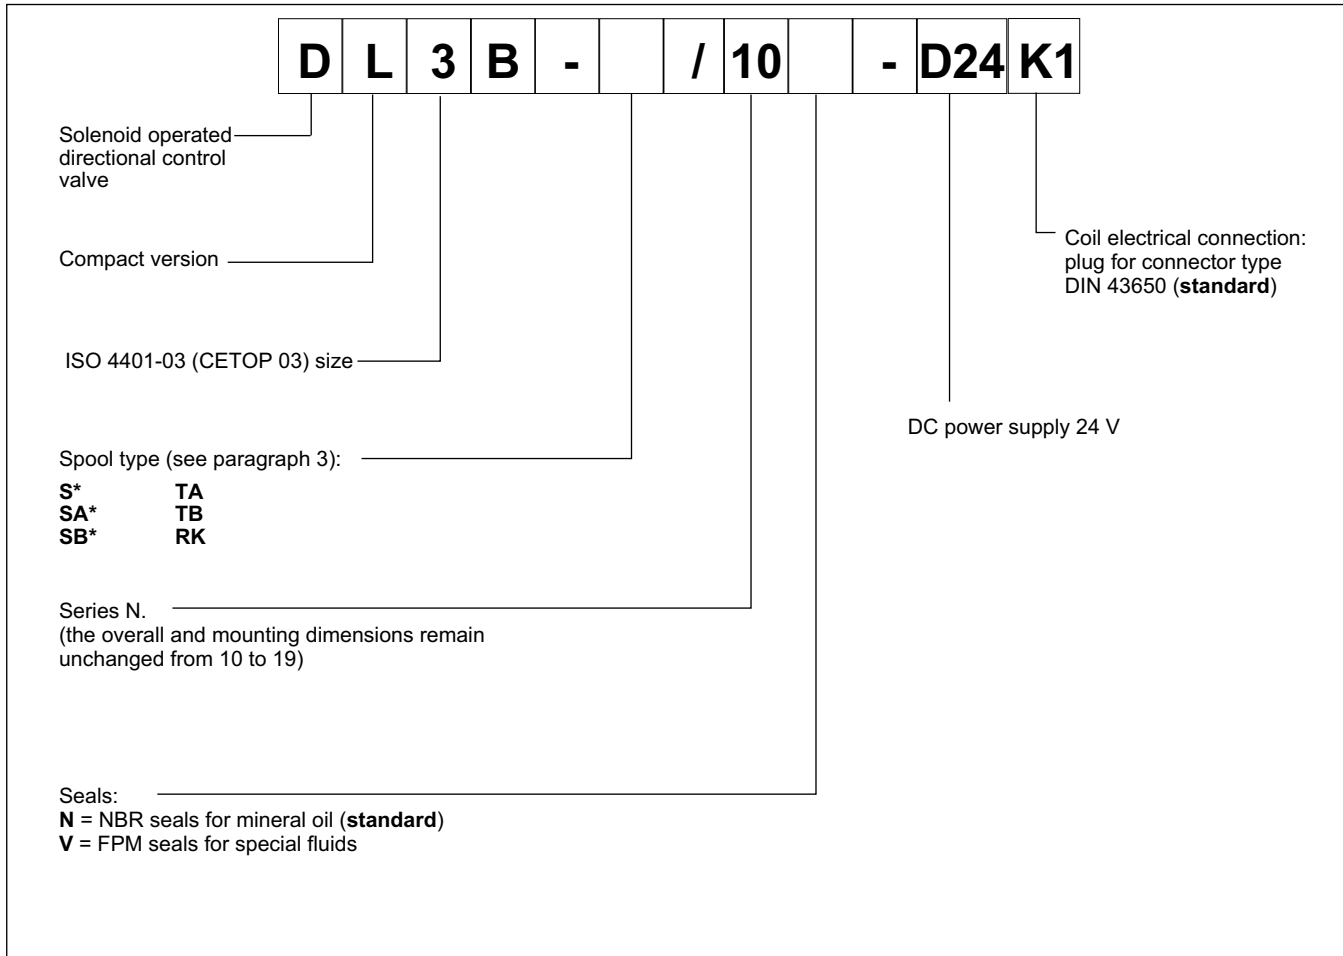 D L 3 B - / 10 - D24 K1
Solenoid operated
directional control
valve
Compact version
ISO 4401-03 (CETOP 03) size
Spool type (see paragraph 3):
S* TA
SA* TB
SB* RK
Series N.
(the overall and mounting dimensions remain
unchanged from 10 to 19)
Seals:
N = NBR seals for mineral oil (standard)
V = FPM seals for special fluids
Coil electrical connection:
plug for connector type
DIN 43650 (standard)
DC power supply 24 V